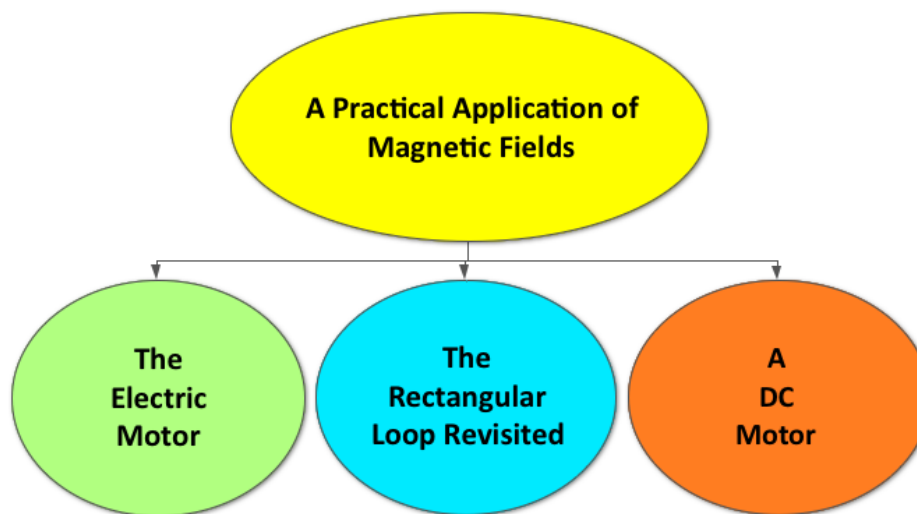 A Practical Application of
Magnetic Fields
The
Electric
Motor
The
Rectangular
Loop Revisited
A
DC
Motor